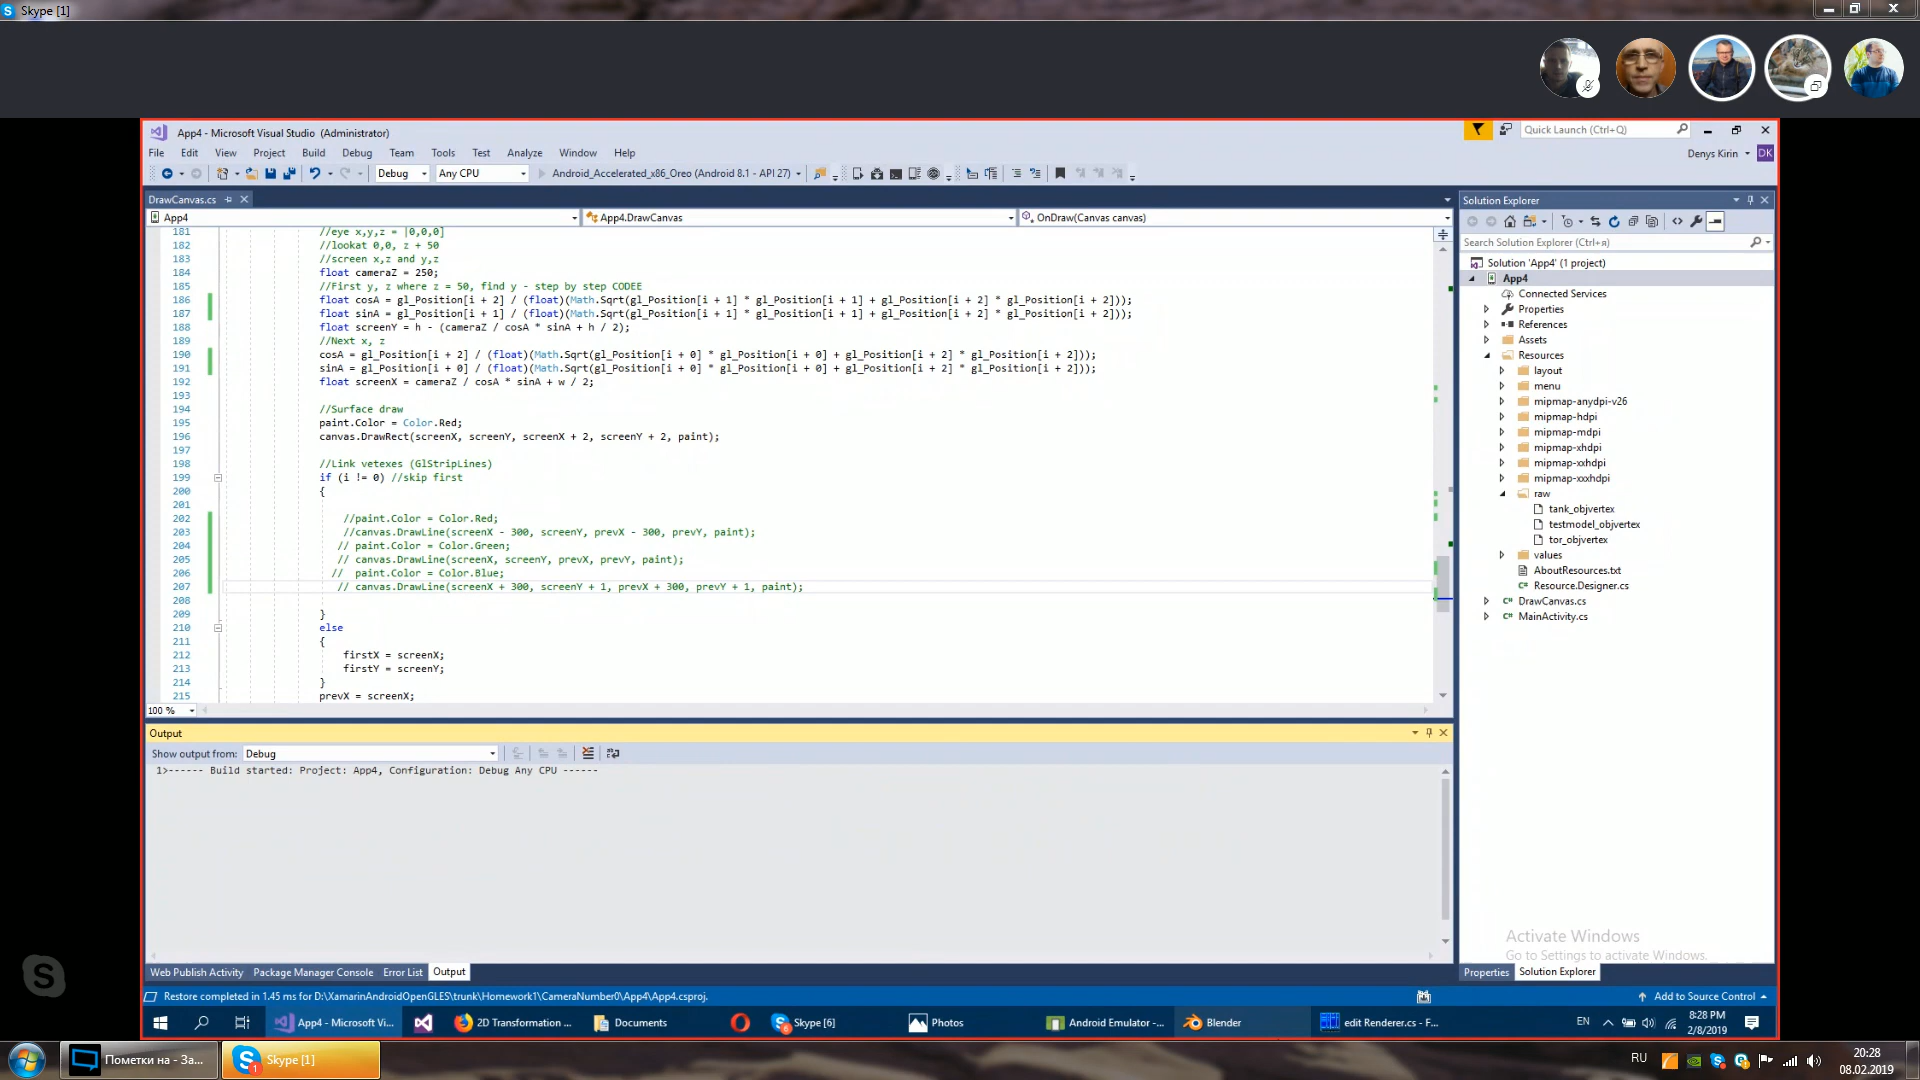 Skype [1]
App4 - Microsoft Visual Studio (Administrator)
Quick Launch (Ctrl+Q)
File Edit View Project Build Debug Team Tools Test Analyze Window Help
Denys Kirin DK
Debug Any CPU Android_Accelerated_x86_Oreo (Android 8.1 - API 27)
DrawCanvas.cs
App4 App4.DrawCanvas OnDraw(Canvas canvas)
181 //eye x,y,z = |0,0,0]
182 //lookat 0,0, z + 50
183 //screen x,z and y,z
184 float cameraZ = 250;
185 //First y, z where z = 50, find y - step by step CODEE
186 float cosA = gl_Position[i + 2] / (float)(Math.Sqrt(gl_Position[i + 1] * gl_Position[i + 1] + gl_Position[i + 2] * gl_Position[i + 2]));
187 float sinA = gl_Position[i + 1] / (float)(Math.Sqrt(gl_Position[i + 1] * gl_Position[i + 1] + gl_Position[i + 2] * gl_Position[i + 2]));
188 float screenY = h - (cameraZ / cosA * sinA + h / 2);
189 //Next x, z
190 cosA = gl_Position[i + 2] / (float)(Math.Sqrt(gl_Position[i + 0] * gl_Position[i + 0] + gl_Position[i + 2] * gl_Position[i + 2]));
191 sinA = gl_Position[i + 0] / (float)(Math.Sqrt(gl_Position[i + 0] * gl_Position[i + 0] + gl_Position[i + 2] * gl_Position[i + 2]));
192 float screenX = cameraZ / cosA * sinA + w / 2;
193
194 //Surface draw
195 paint.Color = Color.Red;
196 canvas.DrawRect(screenX, screenY, screenX + 2, screenY + 2, paint);
197
198 //Link vetexes (GlStripLines)
199 if (i != 0) //skip first
200 {
201
202 //paint.Color = Color.Red;
203 //canvas.DrawLine(screenX - 300, screenY, prevX - 300, prevY, paint);
204 // paint.Color = Color.Green;
205 // canvas.DrawLine(screenX, screenY, prevX, prevY, paint);
206 // paint.Color = Color.Blue;
207 // canvas.DrawLine(screenX + 300, screenY + 1, prevX + 300, prevY + 1, paint);
208
209 }
210 else
211 {
212 firstX = screenX;
213 firstY = screenY;
214 }
215 prevX = screenX;
100 %
Output
Show output from: Debug
1>------ Build started: Project: App4, Configuration: Debug Any CPU ------
Web Publish Activity Package Manager Console Error List Output
Solution Explorer
Search Solution Explorer (Ctrl+я)
Solution 'App4' (1 project)
App4
Connected Services
Properties
References
Assets
Resources
layout
menu
mipmap-anydpi-v26
mipmap-hdpi
mipmap-mdpi
mipmap-xhdpi
mipmap-xxhdpi
mipmap-xxxhdpi
raw
tank_objvertex
testmodel_objvertex
tor_objvertex
values
AboutResources.txt
Resource.Designer.cs
DrawCanvas.cs
MainActivity.cs
Activate Windows
Go to Settings to activate Windows.
Properties Solution Explorer
Restore completed in 1.45 ms for D:\XamarinAndroidOpenGLES\trunk\Homework1\CameraNumber0\App4\App4.csproj.
Add to Source Control
App4 - Microsoft Vi... 2D Transformation ... Documents Skype [6] Photos Android Emulator -... Blender edit Renderer.cs - F...
EN 8:28 PM
2/8/2019
Пометки на - За... Skype [1]
RU 20:28
08.02.2019